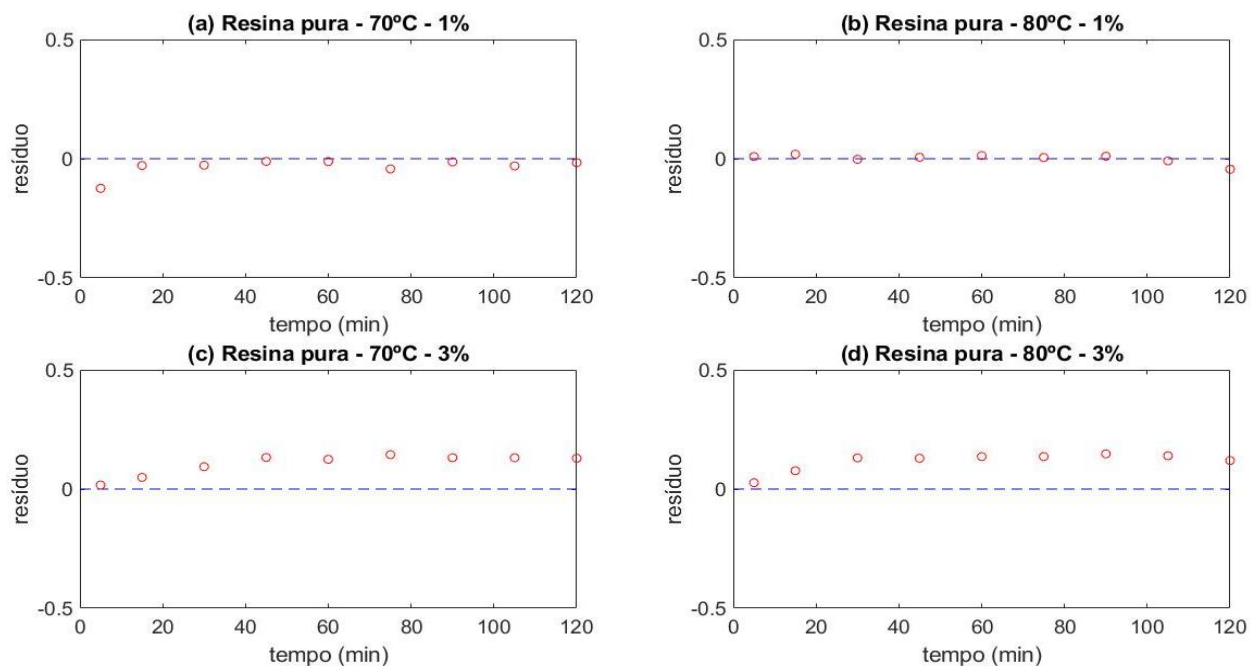 (a) Resina pura - 70ºC - 1%
0.5
0
-0.5
resíduo
0 20 40 60 80 100 120
tempo (min)
(b) Resina pura - 80ºC - 1%
0.5
0
-0.5
resíduo
0 20 40 60 80 100 120
tempo (min)
(c) Resina pura - 70ºC - 3%
0.5
0
-0.5
resíduo
0 20 40 60 80 100 120
tempo (min)
(d) Resina pura - 80ºC - 3%
0.5
0
-0.5
resíduo
0 20 40 60 80 100 120
tempo (min)